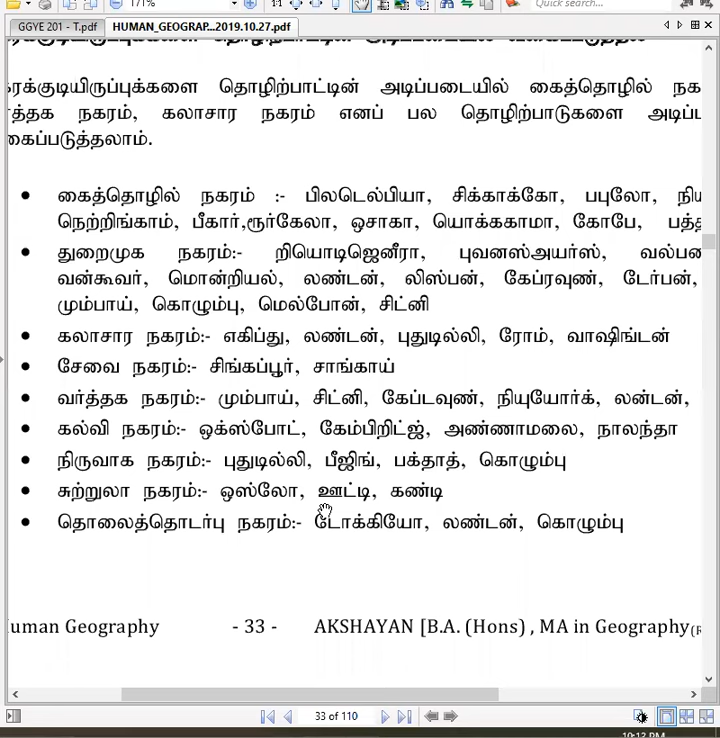 171%
Quick search...
GGYE 201 - T.pdf
HUMAN_GEOGRAP...2019.10.27.pdf
ரக்குடியிருப்புக்களை தொழிற்பாட்டின் அடிப்படையில் கைத்தொழில் நக
ர்த்தக நகரம், கலாசார நகரம் எனப் பல தொழிற்பாடுகளை அடிப்ப
கைப்படுத்தலாம்.
• கைத்தொழில் நகரம் :- பிலடெல்பியா, சிக்காக்கோ, பபுலோ, நிய
நெற்றிங்காம், பீகார்,ரூர்கேலா, ஒசாகா, யொக்ககாமா, கோபே, பத்த
• துறைமுக நகரம்:- றியொடிஜெனீரா, புவனஸ்அயர்ஸ், வல்ப
வன்கூவர், மொன்றியல், லண்டன், லிஸ்பன், கேப்ரவுண், டேர்பன்,
மும்பாய், கொழும்பு, மெல்போன், சிட்னி
• கலாசார நகரம்:- எகிப்து, லண்டன், புதுடில்லி, ரோம், வாஷிங்டன்
• சேவை நகரம்:- சிங்கப்பூர், சாங்காய்
• வர்த்தக நகரம்:- மும்பாய், சிட்னி, கேப்டவுண், நியுயோர்க், லன்டன்,
• கல்வி நகரம்:- ஒக்ஸ்போட், கேம்பிறிட்ஜ், அண்ணாமலை, நாலந்தா
• நிருவாக நகரம்:- புதுடில்லி, பீஜிங், பக்தாத், கொழும்பு
• சுற்றுலா நகரம்:- ஒஸ்லோ, ஊட்டி, கண்டி
• தொலைத்தொடர்பு நகரம்:- டோக்கியோ, லண்டன், கொழும்பு
uman Geography - 33 - AKSHAYAN [B.A. (Hons) , MA in Geography(R
33 of 110